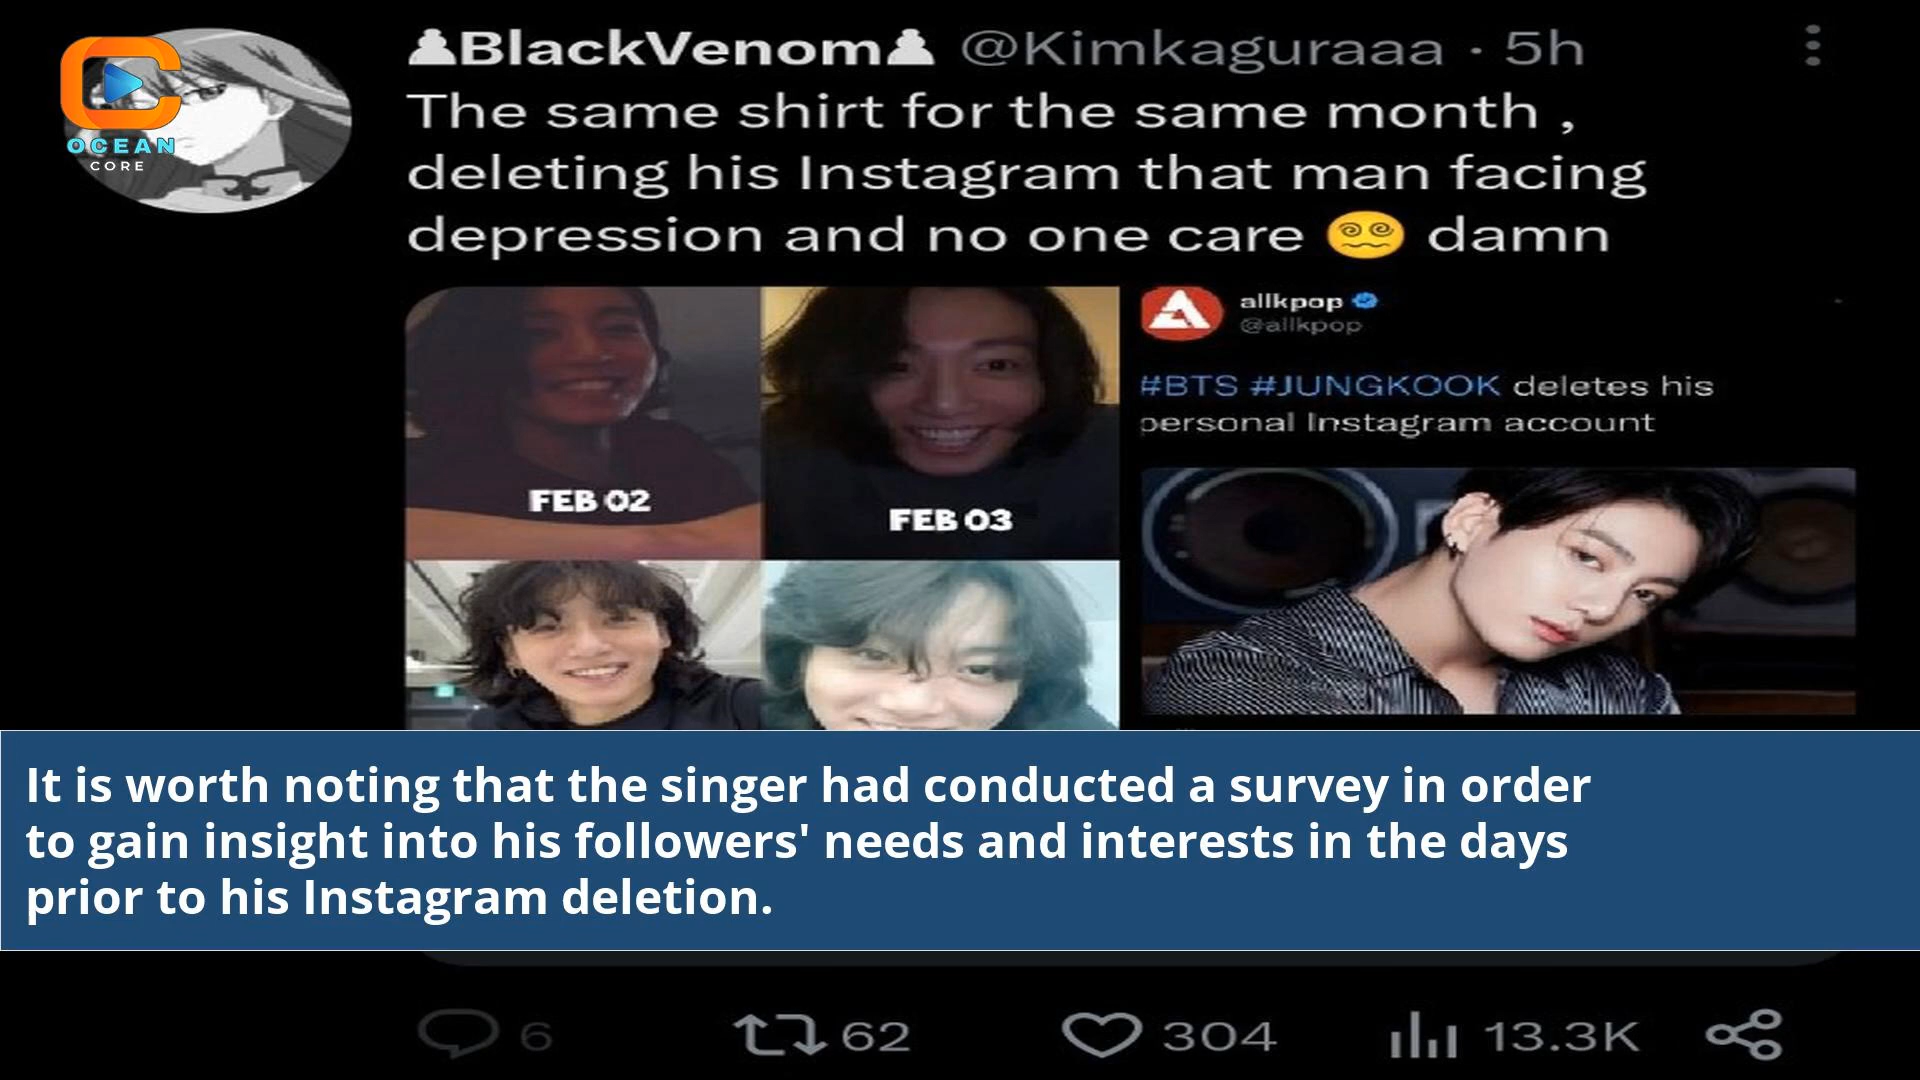 OCEAN
CORE
♟BlackVenom♟ @Kimkaguraaa · 5h
The same shirt for the same month ,
deleting his Instagram that man facing
depression and no one care 😵‍💫 damn
allkpop
@allkpop
#BTS #JUNGKOOK deletes his
personal Instagram account
FEB 02
FEB 03
It is worth noting that the singer had conducted a survey in order
to gain insight into his followers' needs and interests in the days
prior to his Instagram deletion.
6 62 304 13.3K